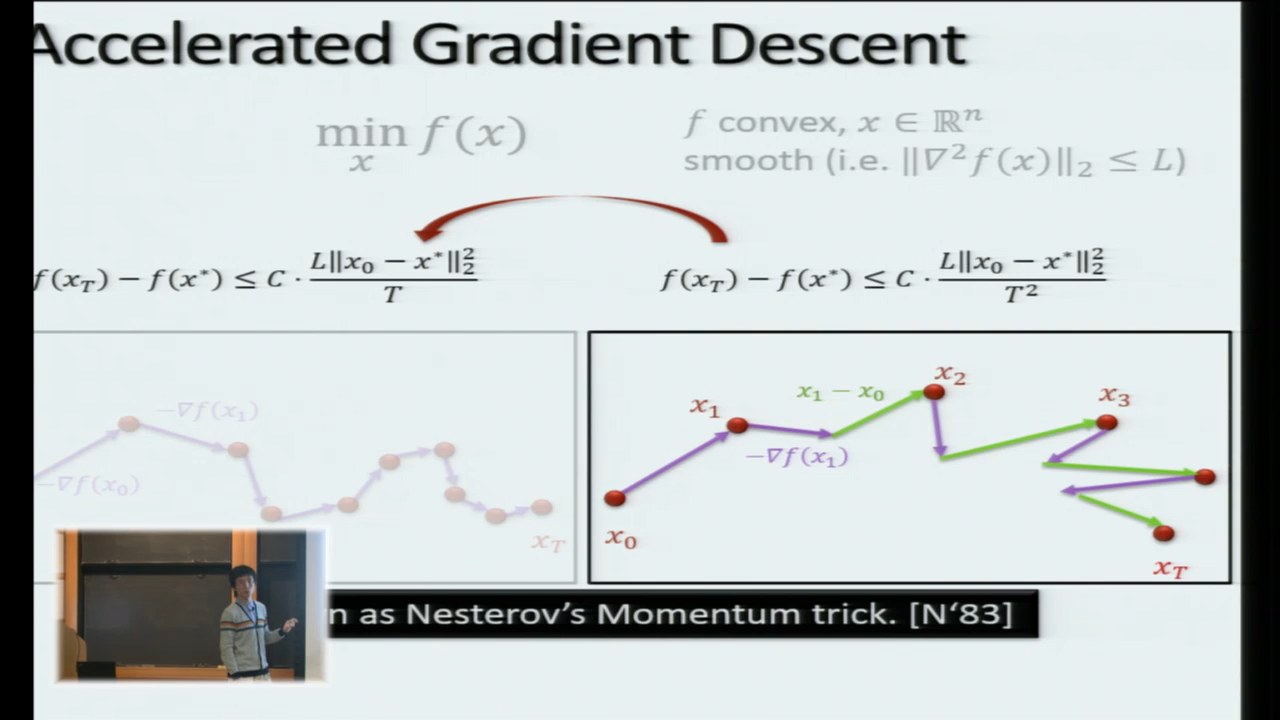 Accelerated Gradient Descent
min f(x)
x
f convex, x ∈ ℝⁿ
smooth (i.e. ‖∇²f(x)‖₂ ≤ L)
f(x_T) − f(x*) ≤ C · L‖x₀ − x*‖₂² / T
f(x_T) − f(x*) ≤ C · L‖x₀ − x*‖₂² / T²
−∇f(x₀)
−∇f(x₁)
x_T
x₀
x₁
−∇f(x₁)
x₁ − x₀
x₂
x₃
x_T
n as Nesterov's Momentum trick. [N'83]